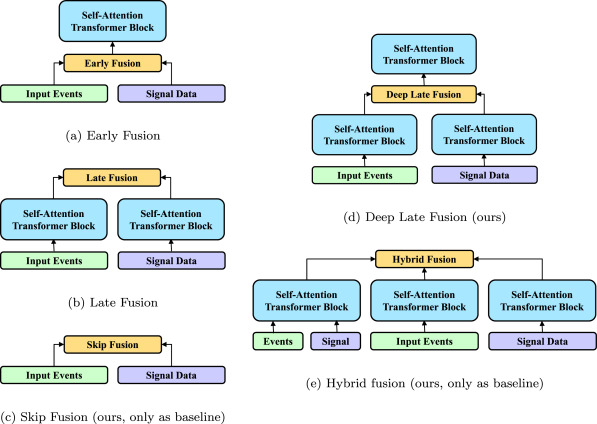 Self-Attention
Transformer Block
Early Fusion
Input Events
Signal Data
(a) Early Fusion
Late Fusion
Self-Attention
Transformer Block
Self-Attention
Transformer Block
Input Events
Signal Data
(b) Late Fusion
Skip Fusion
Input Events
Signal Data
(c) Skip Fusion (ours, only as baseline)
Self-Attention
Transformer Block
Deep Late Fusion
Self-Attention
Transformer Block
Self-Attention
Transformer Block
Input Events
Signal Data
(d) Deep Late Fusion (ours)
Hybrid Fusion
Self-Attention
Transformer Block
Self-Attention
Transformer Block
Self-Attention
Transformer Block
Events
Signal
Input Events
Signal Data
(e) Hybrid fusion (ours, only as baseline)